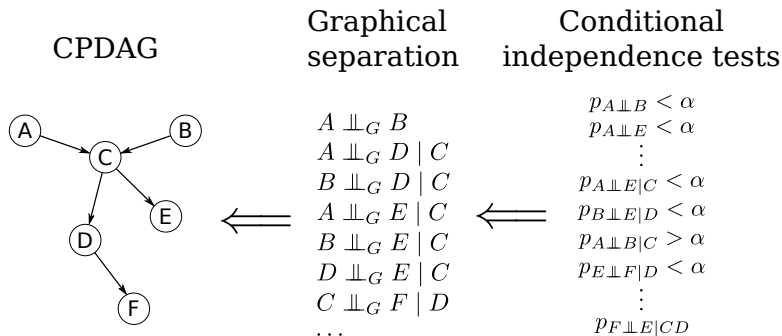 CPDAG
A
B
C
E
D
F
Graphical
separation
A ⫫_G B
A ⫫_G D | C
B ⫫_G D | C
A ⫫_G E | C
B ⫫_G E | C
D ⫫_G E | C
C ⫫_G F | D
...
Conditional
independence tests
p_{A⫫B} < α
p_{A⫫E} < α
⋮
p_{A⫫E|C} < α
p_{B⫫E|D} < α
p_{A⫫B|C} > α
p_{E⫫F|D} < α
⋮
p_{F⫫E|CD}